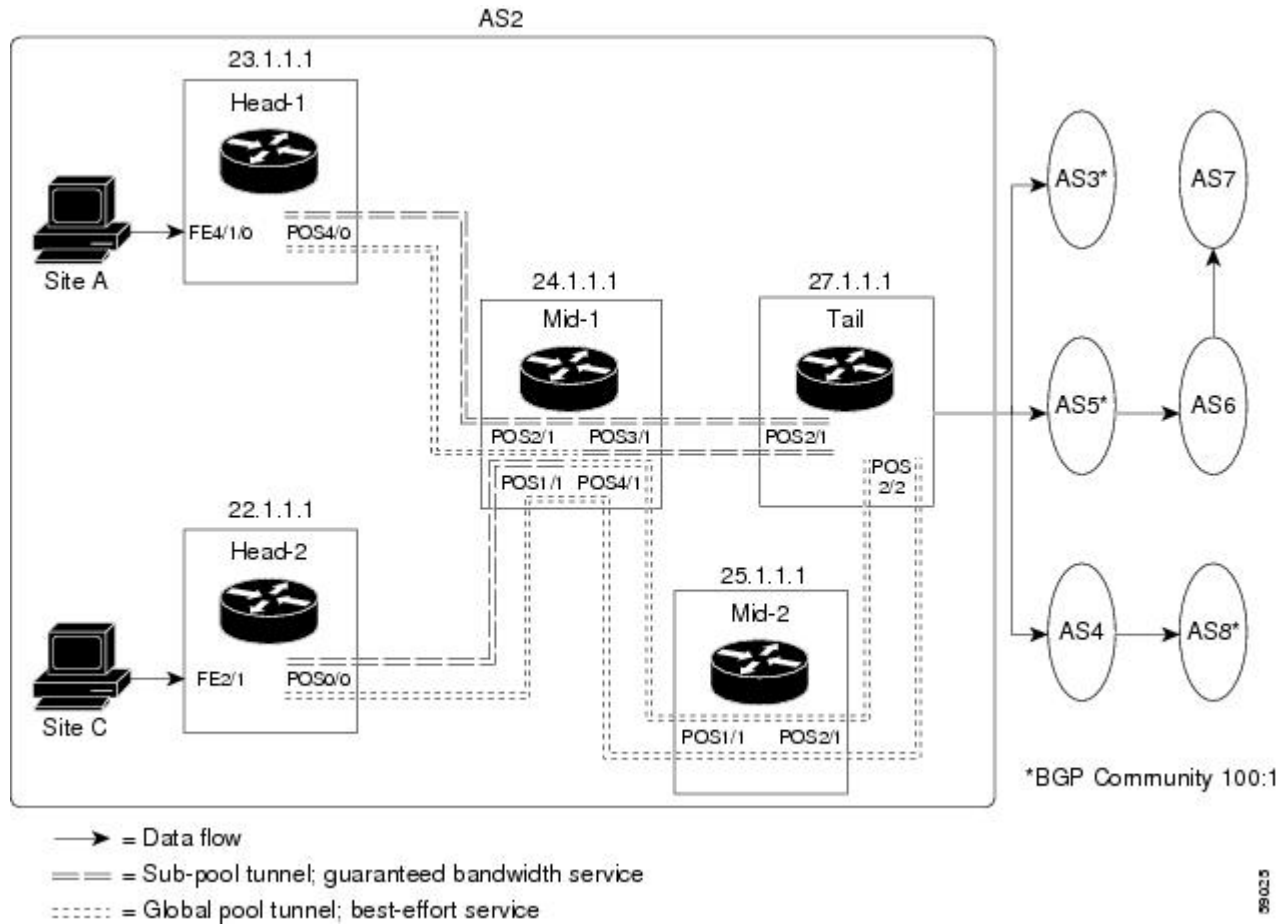 AS2
23.1.1.1
Head-1
FE4/1/0 POS4/0
Site A
24.1.1.1
Mid-1
POS2/1 POS3/1
POS1/1 POS4/1
27.1.1.1
Tail
POS2/1
POS
2/2
22.1.1.1
Head-2
FE2/1 POS0/0
Site C
25.1.1.1
Mid-2
POS1/1 POS2/1
AS3* AS7
AS5* AS6
AS4 AS8*
*BGP Community 100:1
= Data flow
= Sub-pool tunnel; guaranteed bandwidth service
= Global pool tunnel; best-effort service
59025